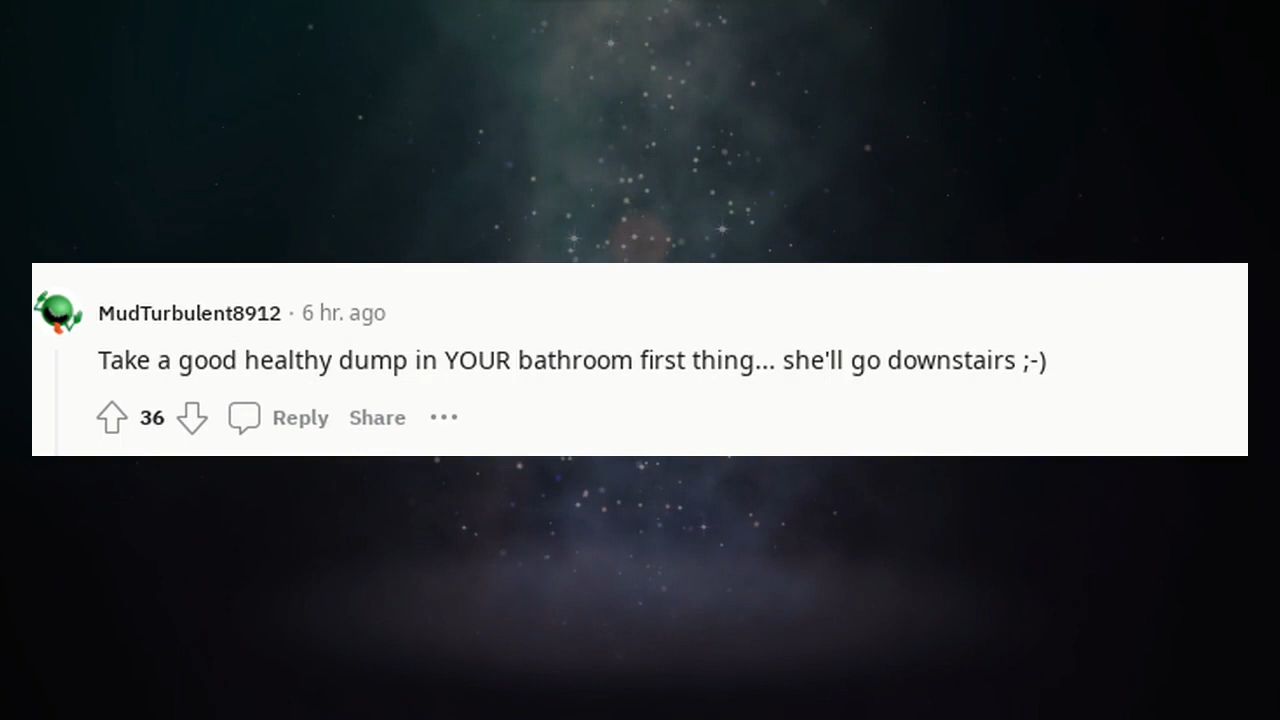 MudTurbulent8912 · 6 hr. ago
Take a good healthy dump in YOUR bathroom first thing... she'll go downstairs ;-)
36 Reply Share ...